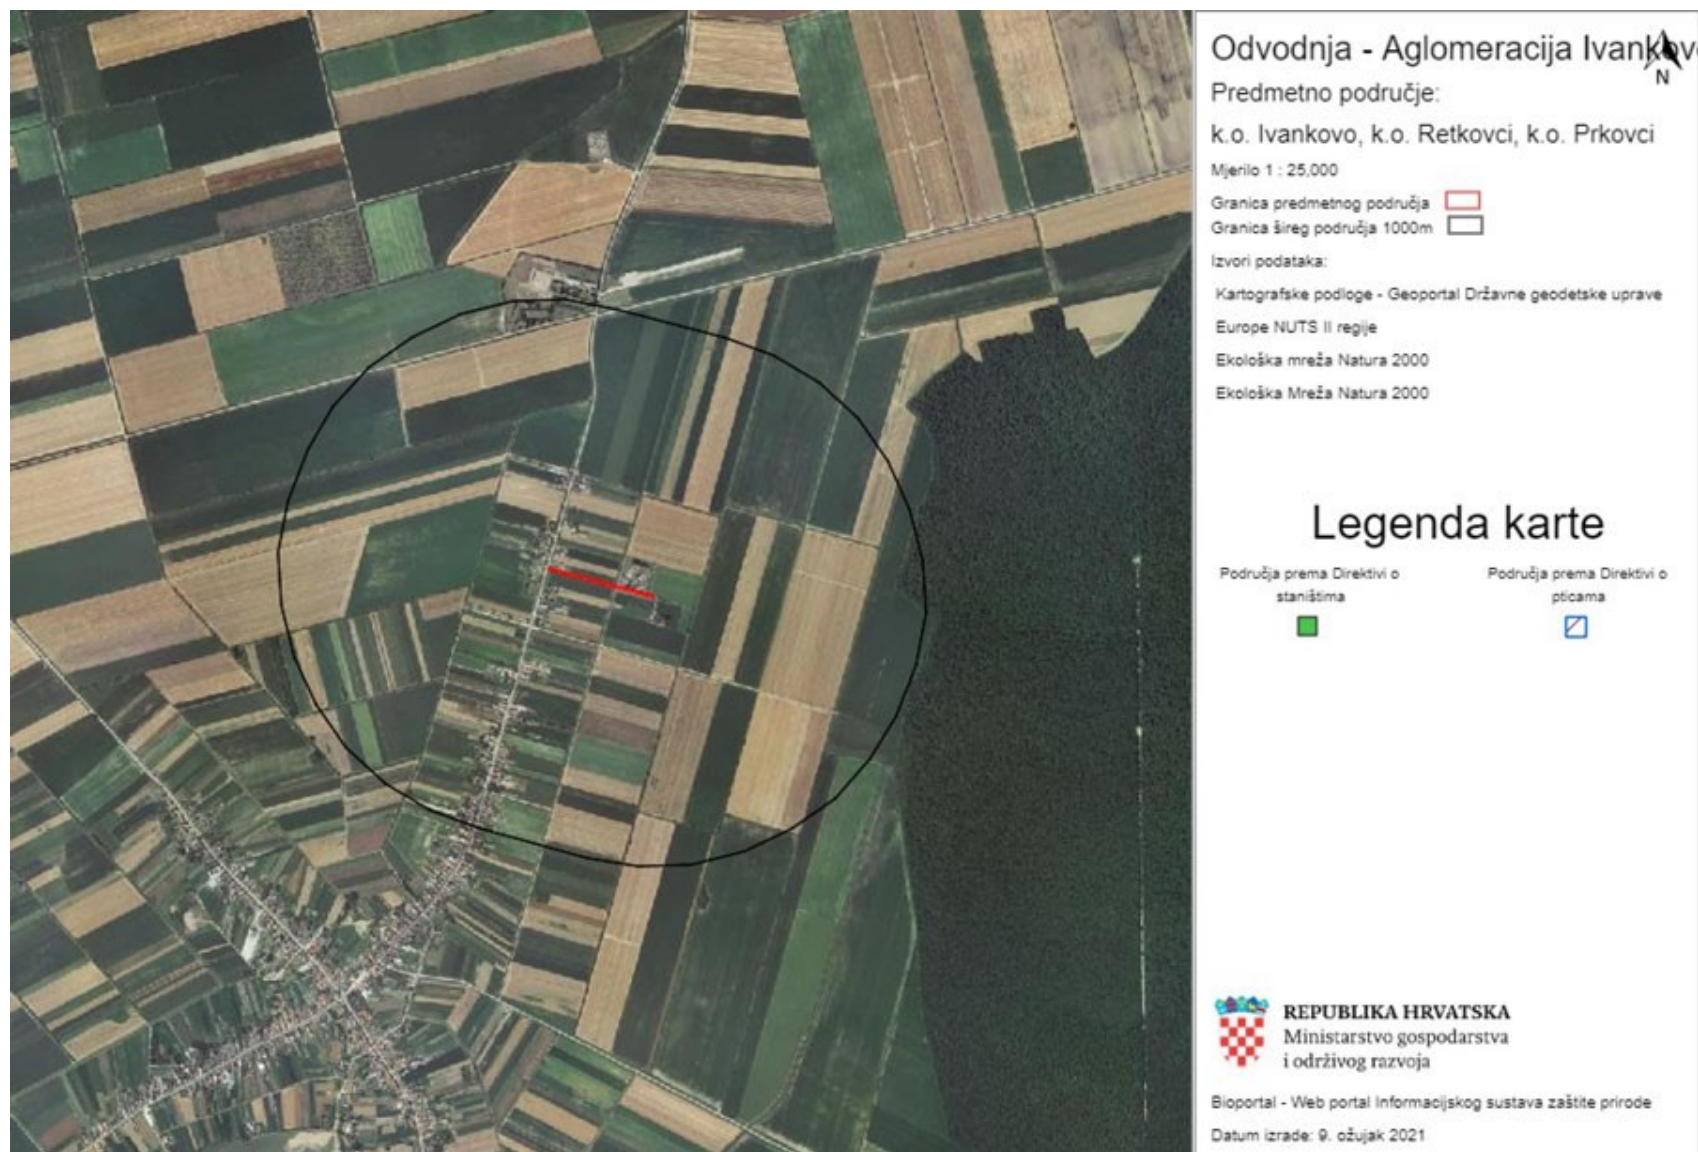 Odvodnja - Aglomeracija Ivankovo
N
Predmetno područje:
k.o. Ivankovo, k.o. Retkovci, k.o. Prkovci
Mjerilo 1 : 25,000
Granica predmetnog područja
Granica šireg područja 1000m
Izvori podataka:
Kartografske podloge - Geoportal Državne geodetske uprave
Europe NUTS II regije
Ekološka mreža Natura 2000
Ekološka Mreža Natura 2000
Legenda karte
Područja prema Direktivi o
staništima
Područja prema Direktivi o
pticama
REPUBLIKA HRVATSKA
Ministarstvo gospodarstva
i održivog razvoja
Bioportal - Web portal Informacijskog sustava zaštite prirode
Datum izrade: 9. ožujak 2021